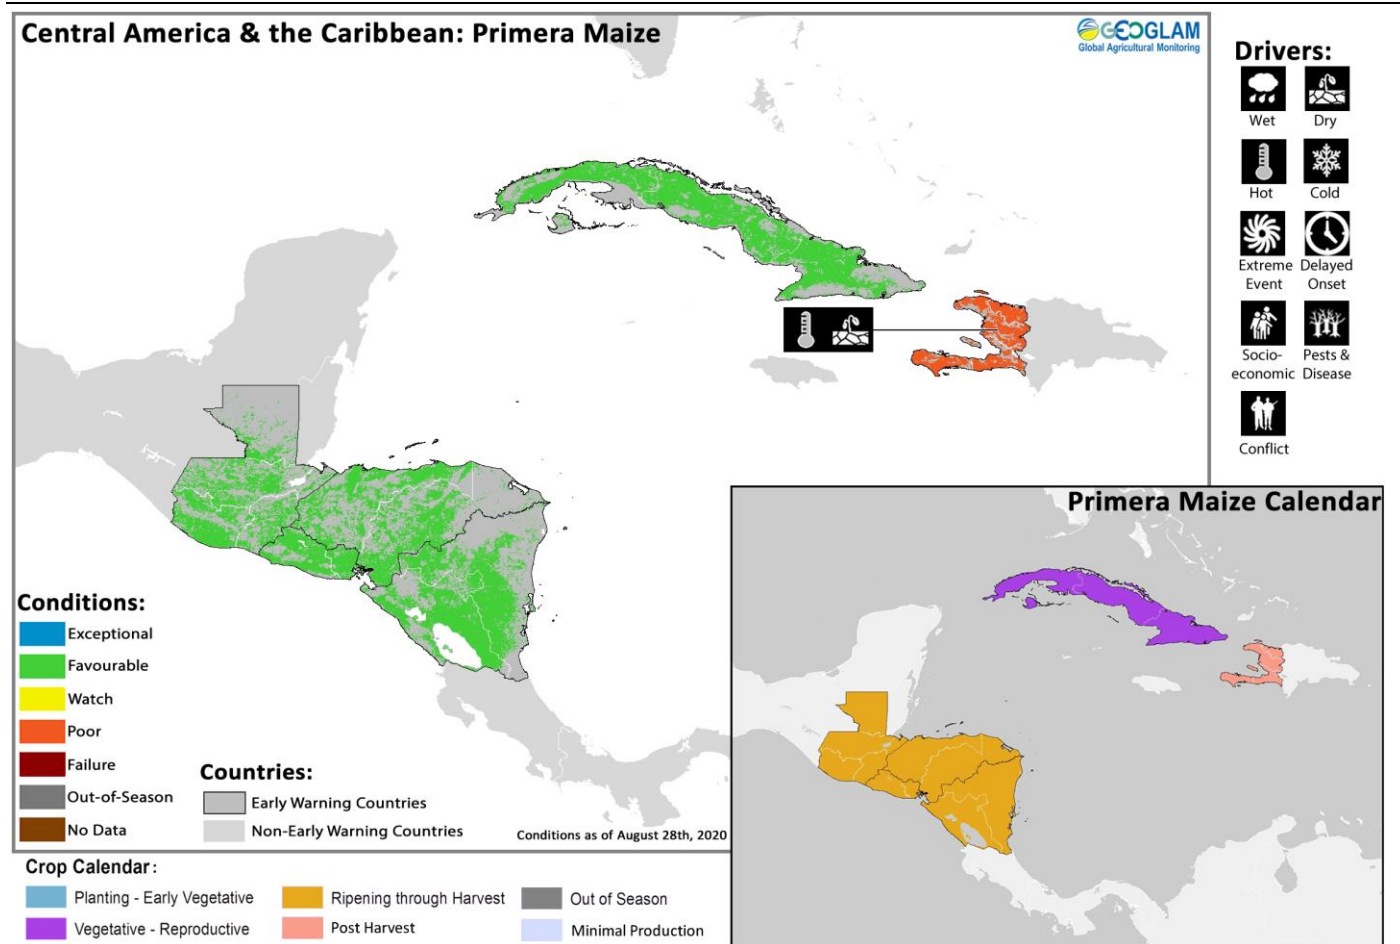 Central America & the Caribbean: Primera Maize
GEOGLAM
Global Agricultural Monitoring
Drivers:
Wet
Dry
Hot
Cold
Extreme
Event
Delayed
Onset
Socio-
economic
Pests &
Disease
Conflict
Primera Maize Calendar
Conditions:
Exceptional
Favourable
Watch
Poor
Failure
Out-of-Season
No Data
Countries:
Early Warning Countries
Non-Early Warning Countries
Conditions as of August 28th, 2020
Crop Calendar:
Planting - Early Vegetative
Ripening through Harvest
Out of Season
Vegetative - Reproductive
Post Harvest
Minimal Production